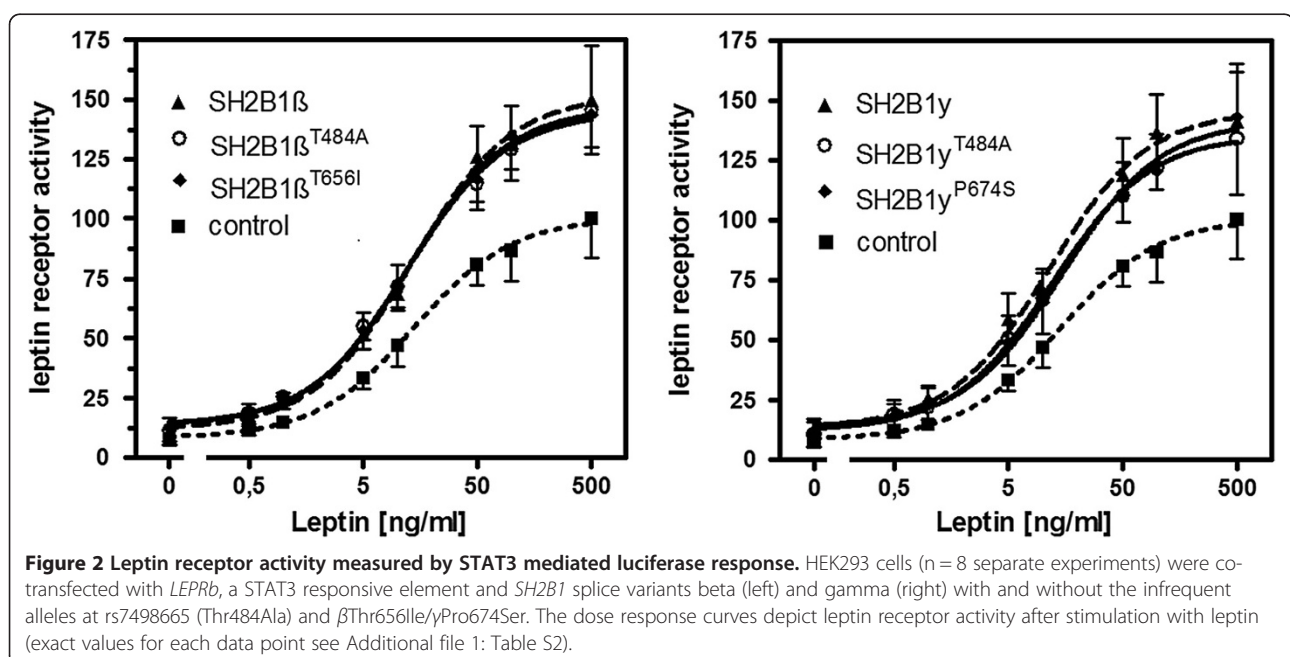 175
150
125
100
75
50
25
0
leptin receptor activity
▲ SH2B1ß
○ SH2B1ß^T484A
◆ SH2B1ß^T656I
■ control
0 0,5 5 50 500
Leptin [ng/ml]
175
150
125
100
75
50
25
0
leptin receptor activity
▲ SH2B1y
○ SH2B1y^T484A
◆ SH2B1y^P674S
■ control
0 0,5 5 50 500
Leptin [ng/ml]
Figure 2 Leptin receptor activity measured by STAT3 mediated luciferase response. HEK293 cells (n = 8 separate experiments) were co-
transfected with LEPRb, a STAT3 responsive element and SH2B1 splice variants beta (left) and gamma (right) with and without the infrequent
alleles at rs7498665 (Thr484Ala) and βThr656Ile/γPro674Ser. The dose response curves depict leptin receptor activity after stimulation with leptin
(exact values for each data point see Additional file 1: Table S2).